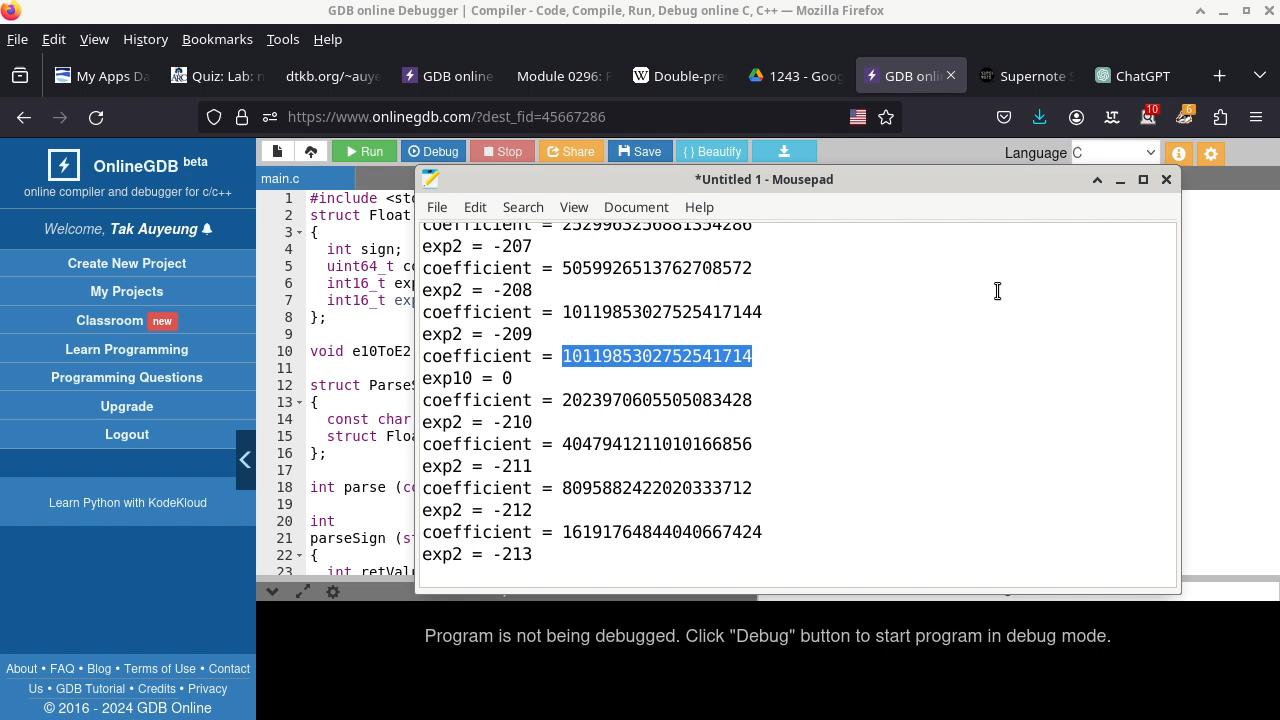 GDB online Debugger | Compiler - Code, Compile, Run, Debug online C, C++ — Mozilla Firefox
File Edit View History Bookmarks Tools Help
My Apps Da
Quiz: Lab: n
dtkb.org/~auye
GDB online
Module 0296: F
Double-pre
1243 - Goog
GDB onli
Supernote S
ChatGPT
https://www.onlinegdb.com/?dest_fid=45667286
10
6
OnlineGDB beta
online compiler and debugger for c/c++
Welcome, Tak Auyeung
Create New Project
My Projects
Classroom new
Learn Programming
Programming Questions
Upgrade
Logout
Learn Python with KodeKloud
About • FAQ • Blog • Terms of Use • Contact
Us • GDB Tutorial • Credits • Privacy
© 2016 - 2024 GDB Online
Run Debug Stop Share Save { } Beautify
Language C
main.c
1 #include <std
2 struct Float
3 {
4 int sign;
5 uint64_t co
6 int16_t exp
7 int16_t exp
8 };
9
10 void e10ToE2
11
12 struct ParseS
13 {
14 const char
15 struct Floa
16 };
17
18 int parse (co
19
20 int
21 parseSign (st
22 {
23 int retValu
*Untitled 1 - Mousepad
File Edit Search View Document Help
coefficient = 2529963256881354286
exp2 = -207
coefficient = 5059926513762708572
exp2 = -208
coefficient = 10119853027525417144
exp2 = -209
coefficient = 1011985302752541714
exp10 = 0
coefficient = 2023970605505083428
exp2 = -210
coefficient = 4047941211010166856
exp2 = -211
coefficient = 8095882422020333712
exp2 = -212
coefficient = 16191764844040667424
exp2 = -213
Program is not being debugged. Click "Debug" button to start program in debug mode.